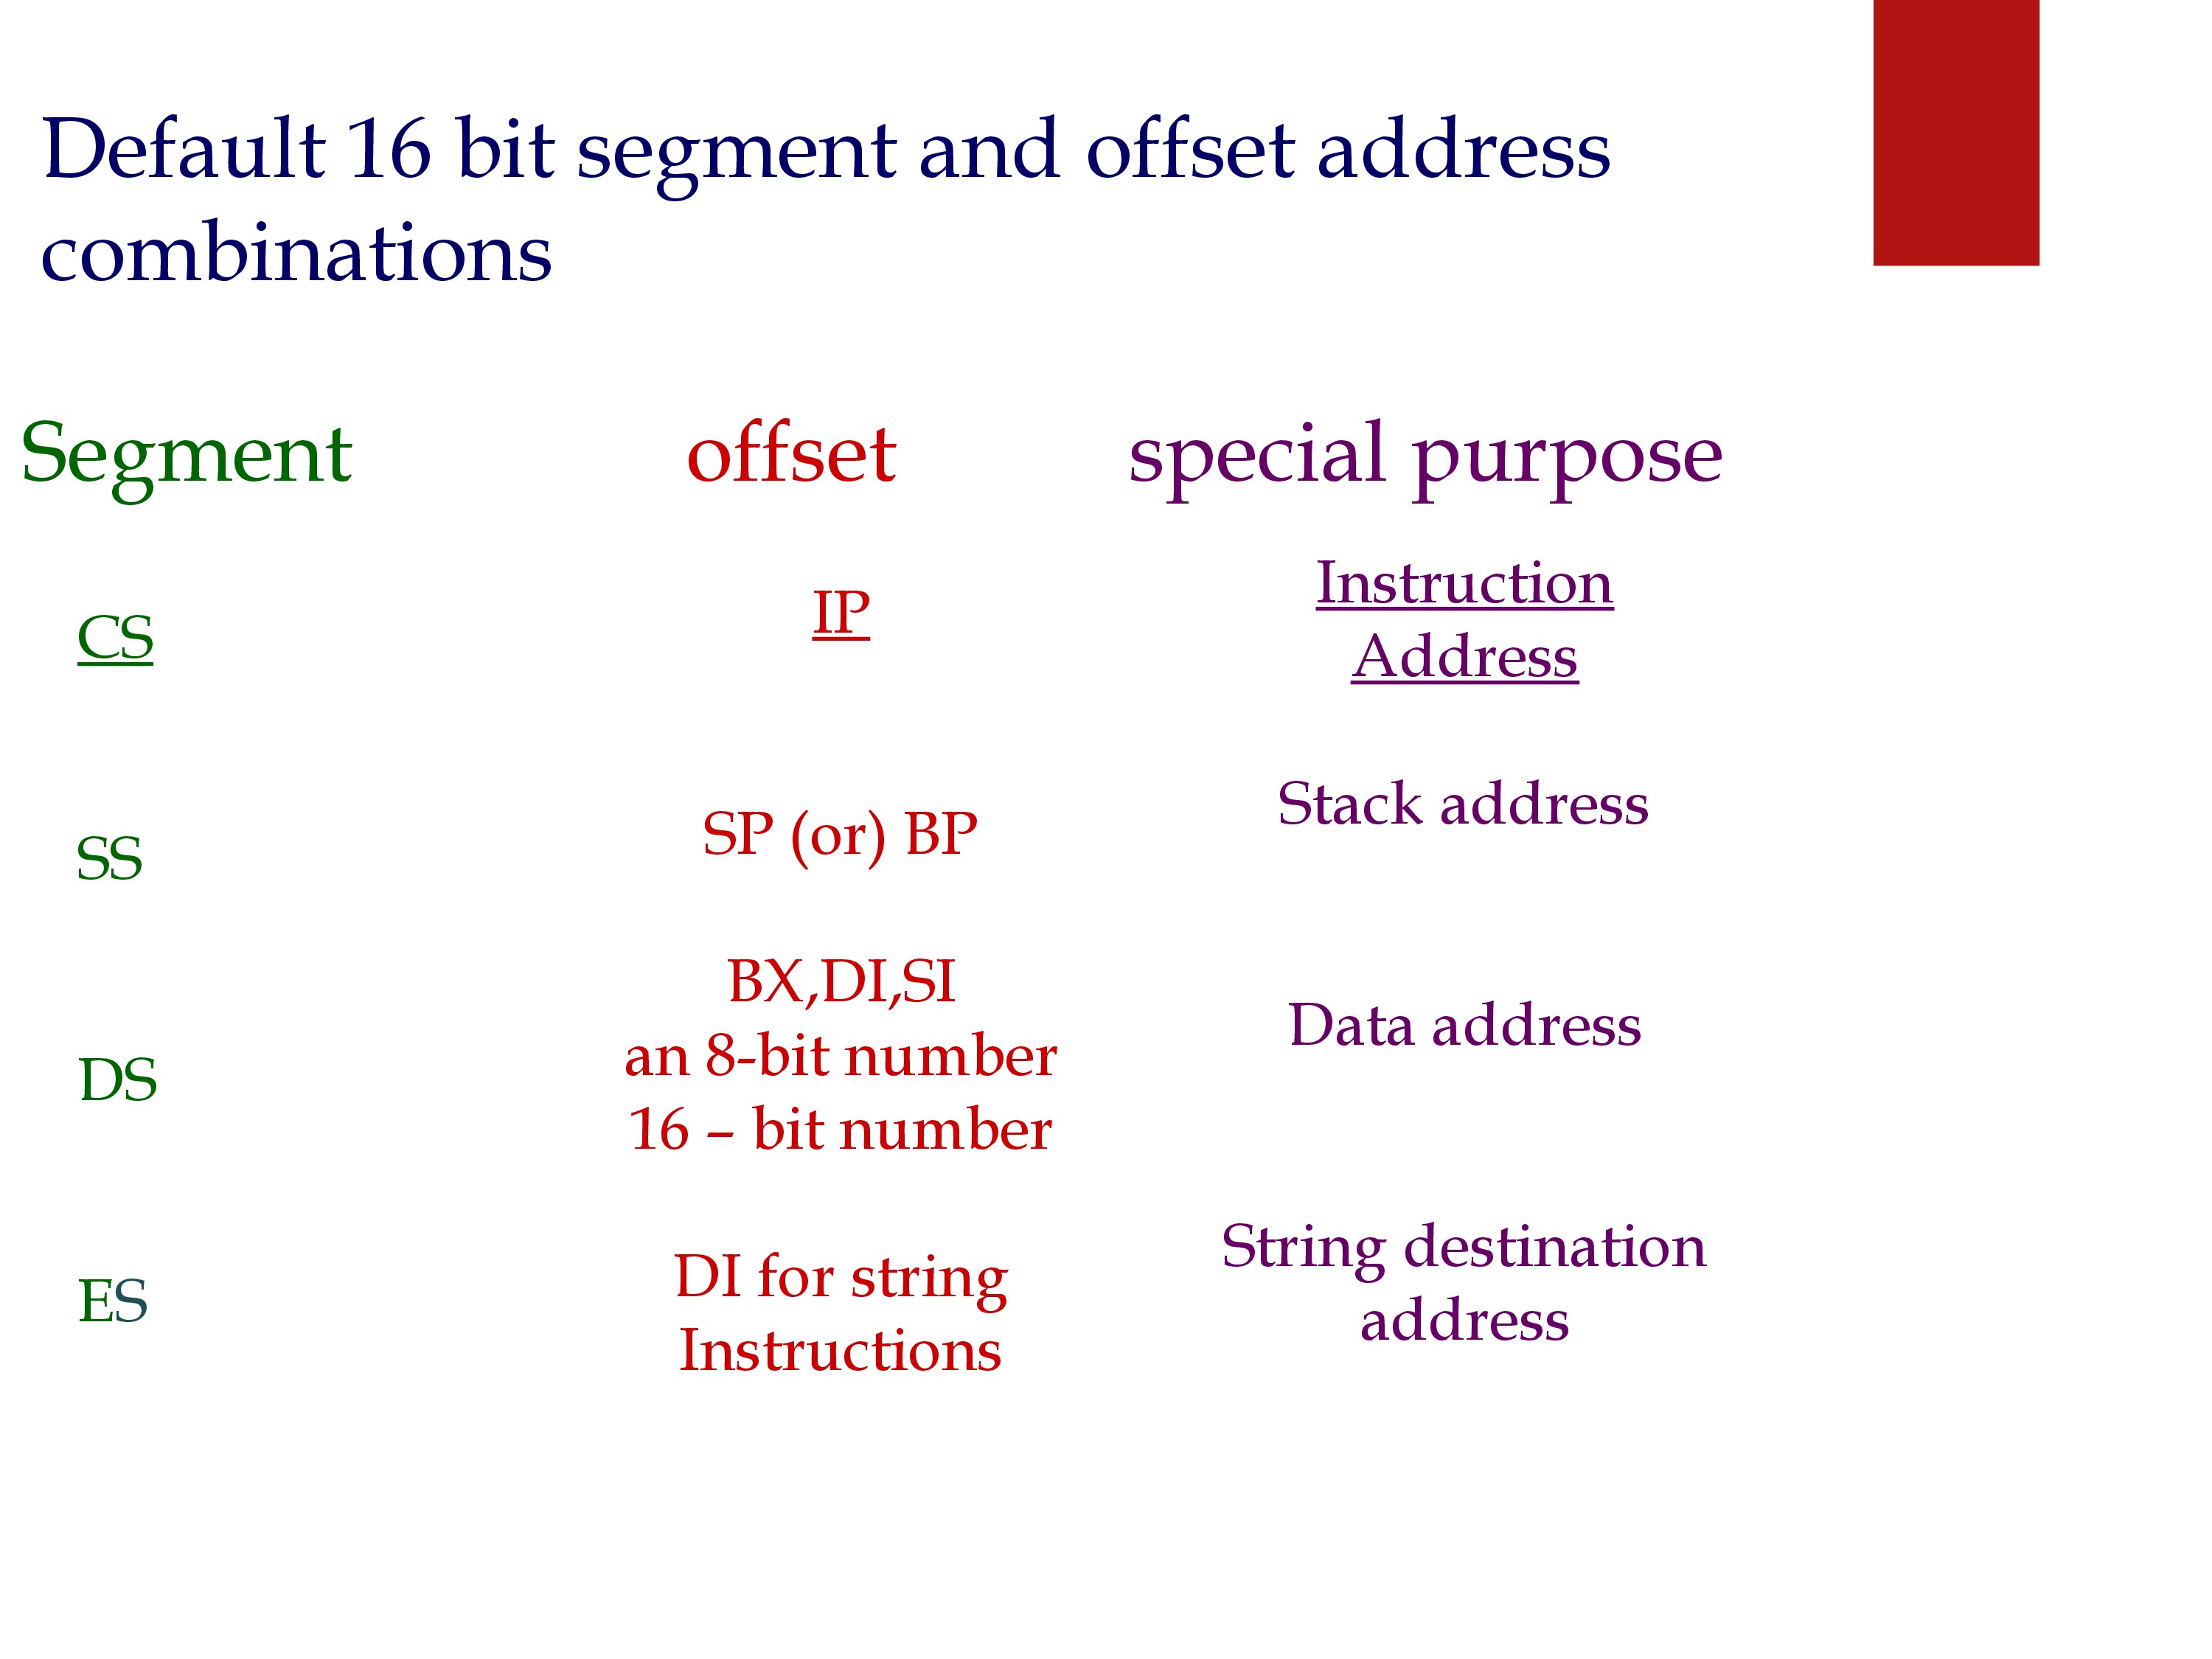 Default 16 bit segment and offset address
combinations
Segment offset special purpose
CS IP Instruction
Address
SS SP (or) BP Stack address
DS BX,DI,SI
an 8-bit number
16 – bit number Data address
ES DI for string
Instructions String destination
address